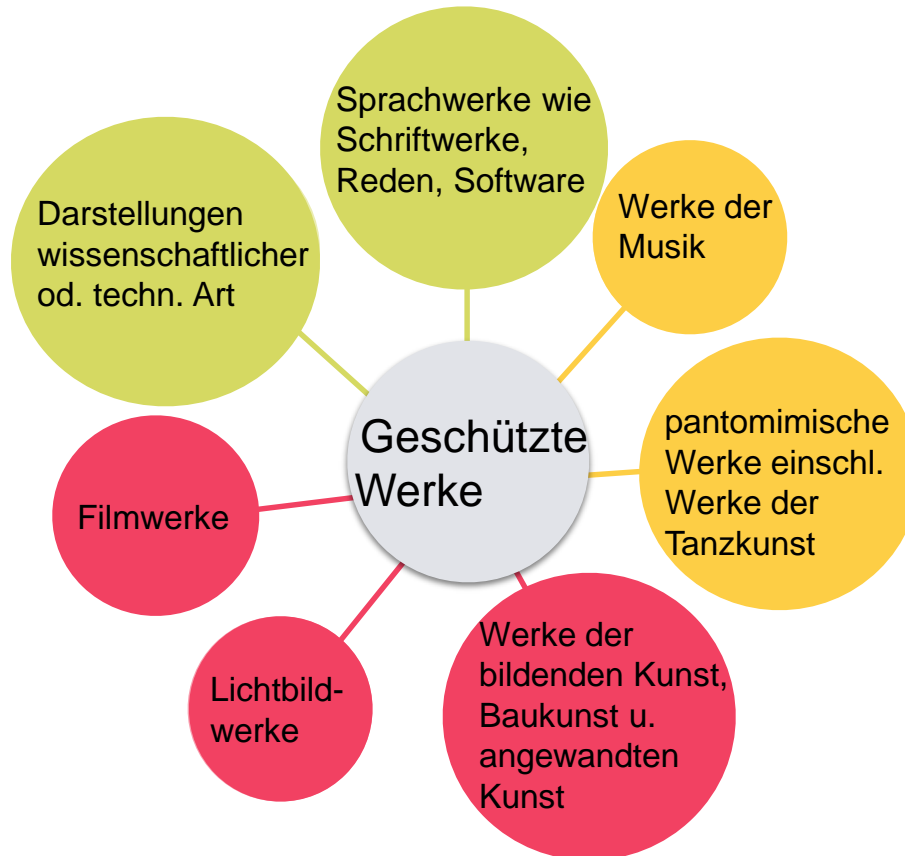 Geschützte
Werke
Sprachwerke wie
Schriftwerke,
Reden, Software
Werke der
Musik
pantomimische
Werke einschl.
Werke der
Tanzkunst
Werke der
bildenden Kunst,
Baukunst u.
angewandten
Kunst
Lichtbild-
werke
Filmwerke
Darstellungen
wissenschaftlicher
od. techn. Art